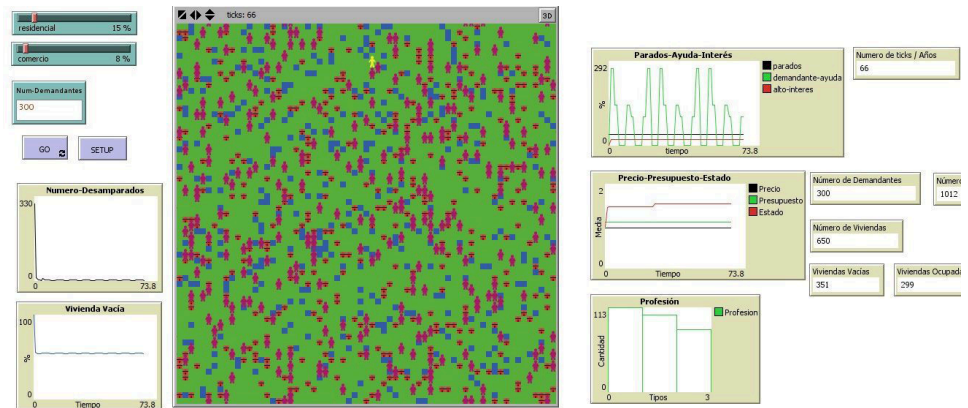 residencial 15 %
comercio 8 %
Num-Demandantes
300
GO
SETUP
Numero-Desamparados
330
0
0 73.8
Vivienda Vacía
100
%
0
0 Tiempo 73.8
ticks: 66
3D
Parados-Ayuda-Interés
292
%
0
0 tiempo 73.8
parados
demandante-ayuda
alto-interes
Numero de ticks / Años
66
Precio-Presupuesto-Estado
2
Media
0
0 Tiempo 73.8
Precio
Presupuesto
Estado
Número de Demandantes
300
Número
1012
Número de Viviendas
650
Viviendas Vacías
351
Viviendas Ocupada
299
Profesión
113
Cantidad
0
0 Tipos 3
Profesion